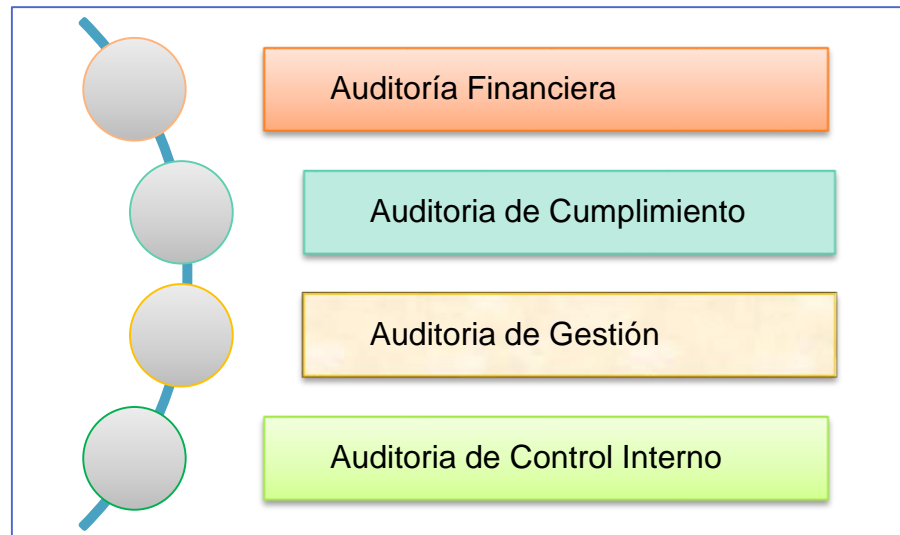 Auditoría Financiera
Auditoria de Cumplimiento
Auditoria de Gestión
Auditoria de Control Interno